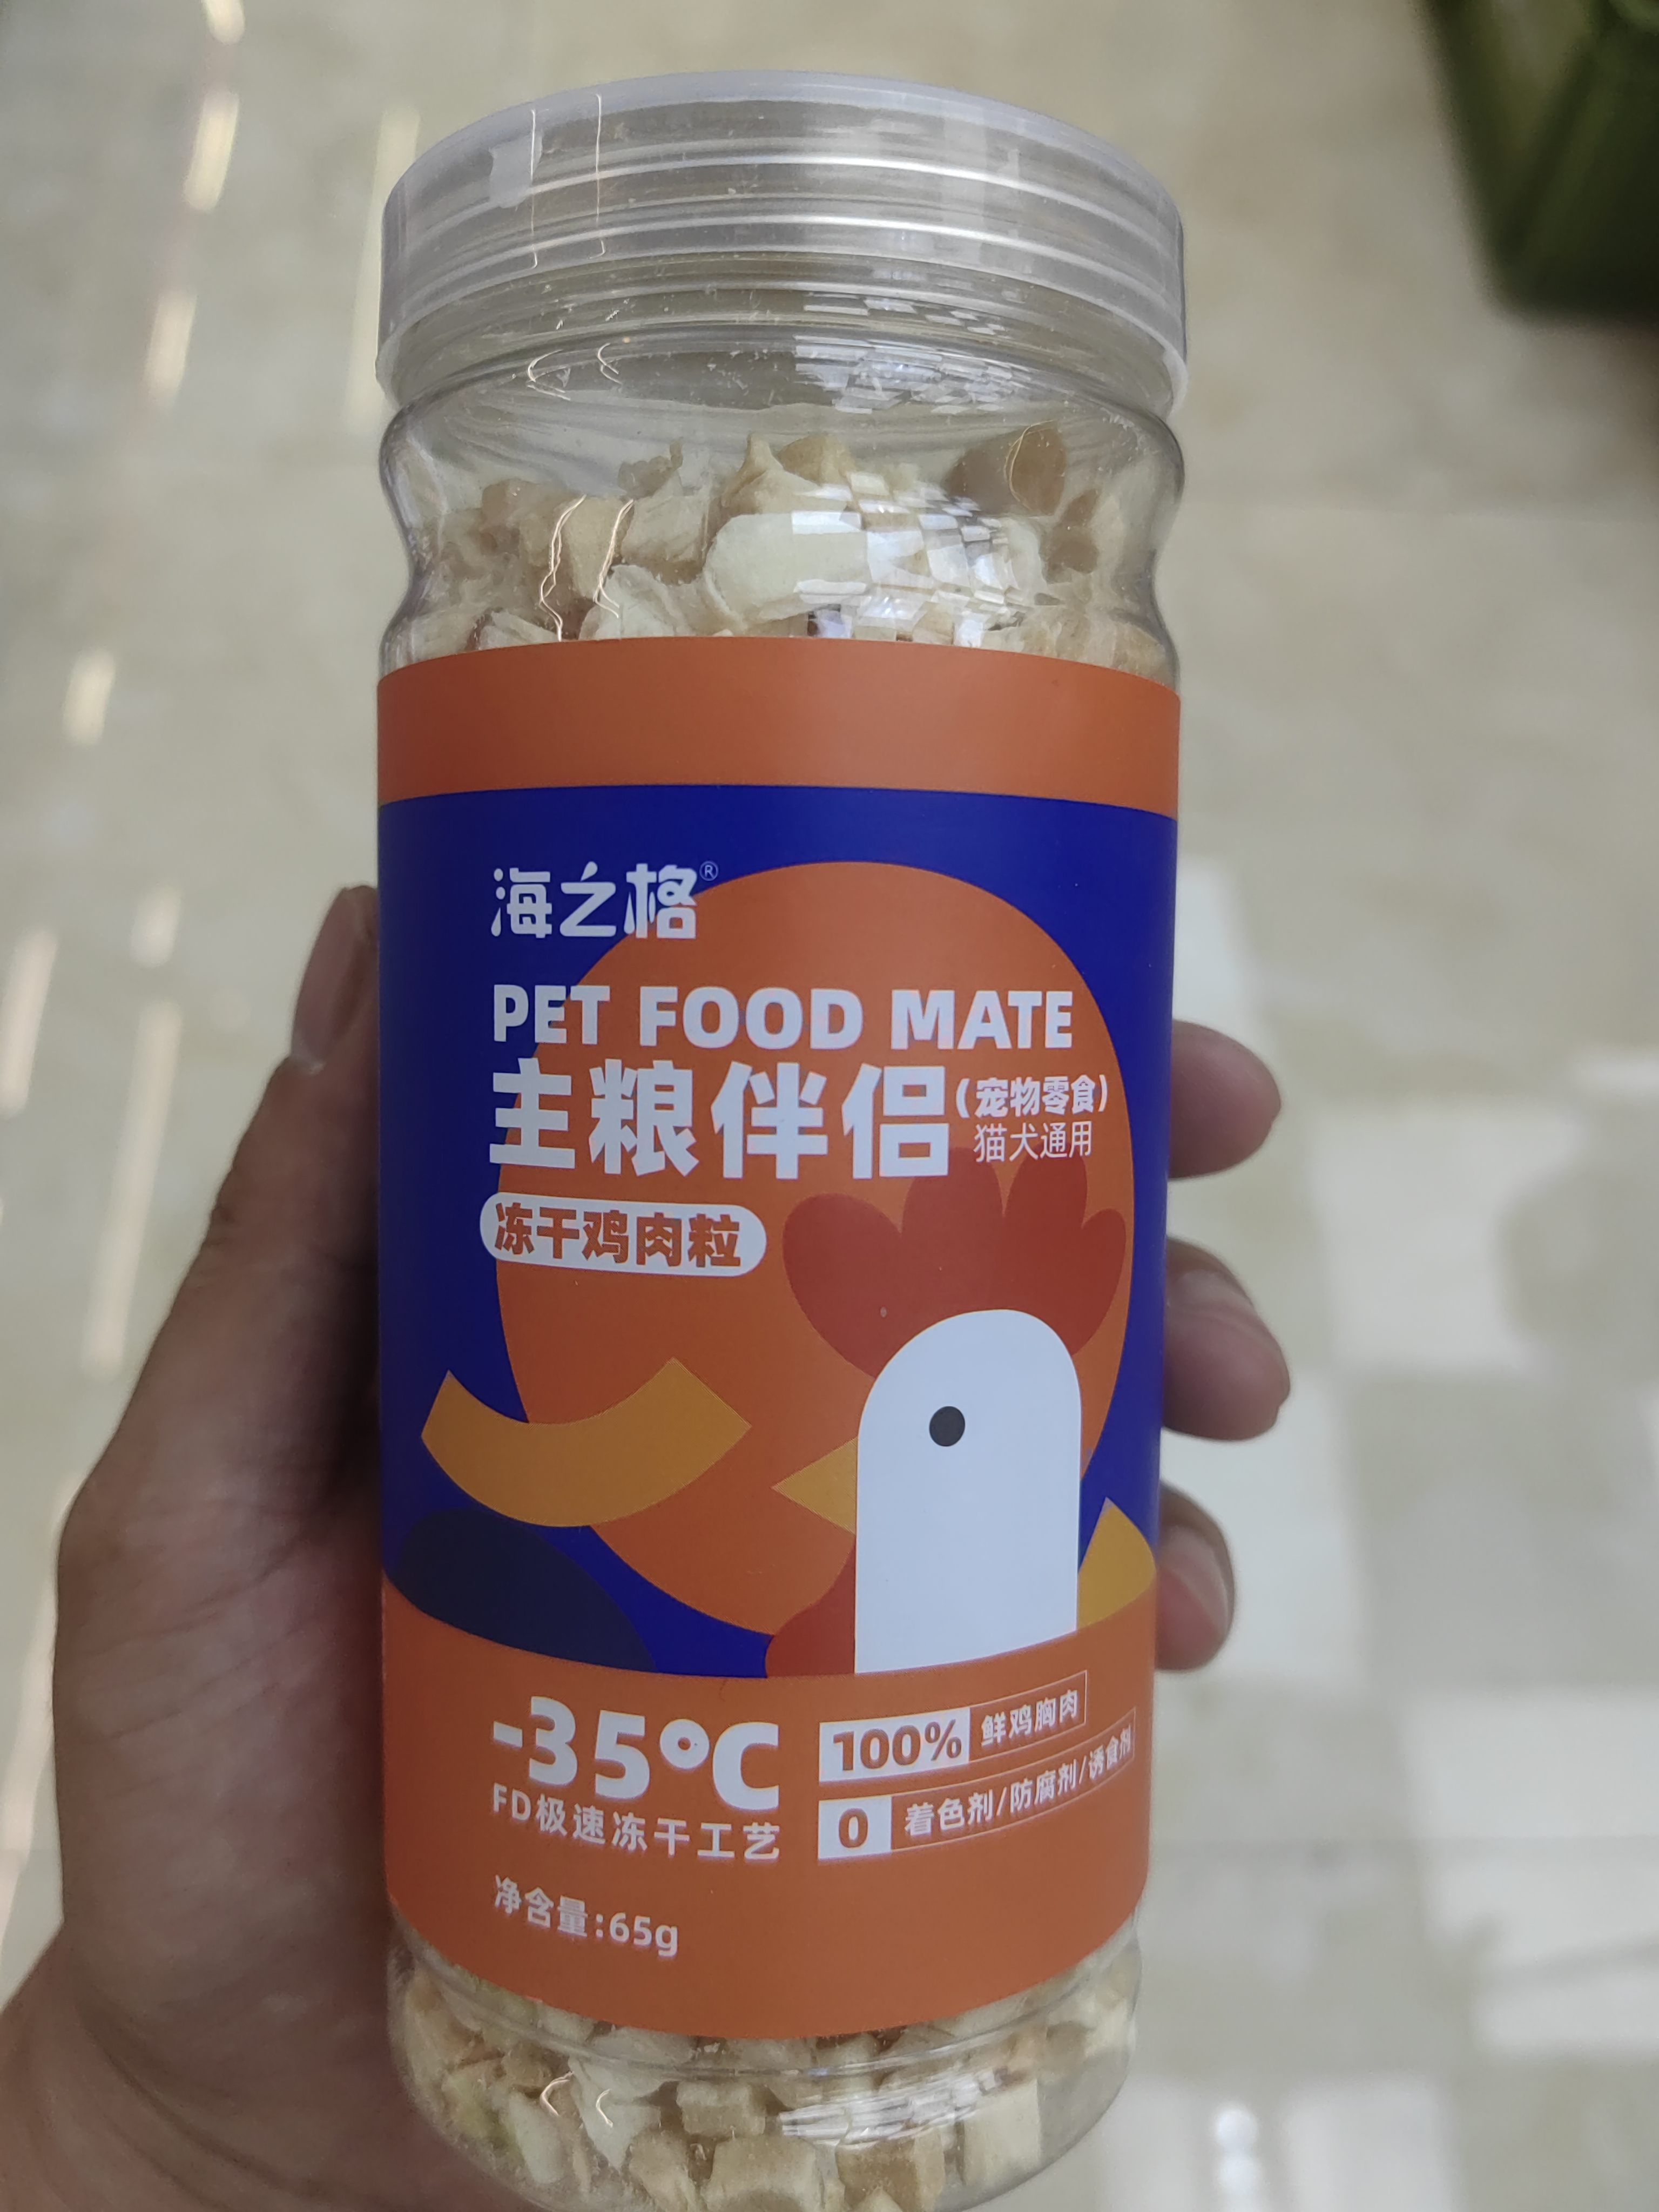 海之格®
PET FOOD MATE
主粮伴侣(宠物零食)
猫犬通用
冻干鸡肉粒
-35°C
FD极速冻干工艺
100% 鲜鸡胸肉
0 着色剂/防腐剂/诱食剂
净含量:65g